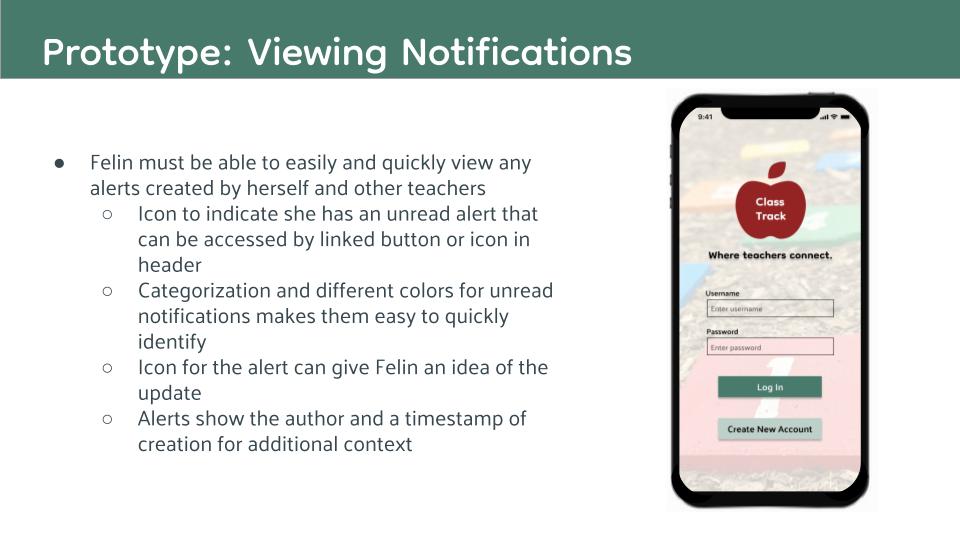 Prototype: Viewing Notifications
● Felin must be able to easily and quickly view any
alerts created by herself and other teachers
○ Icon to indicate she has an unread alert that
can be accessed by linked button or icon in
header
○ Categorization and different colors for unread
notifications makes them easy to quickly
identify
○ Icon for the alert can give Felin an idea of the
update
○ Alerts show the author and a timestamp of
creation for additional context
9:41
Class
Track
Where teachers connect.
Username
Enter username
Password
Enter password
1
Log In
Create New Account